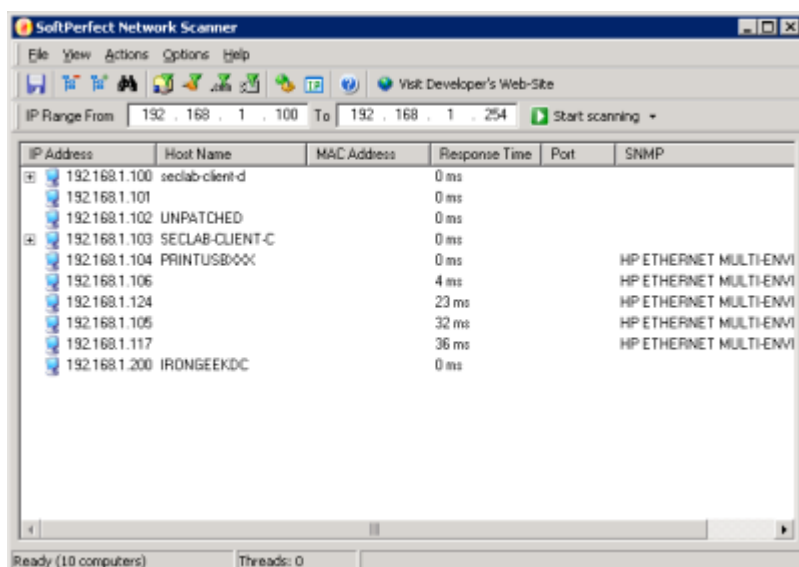 SoftPerfect Network Scanner
File View Actions Options Help
Visit Developer's Web-Site
IP Range From 192 . 168 . 1 . 100 To 192 . 168 . 1 . 254 Start scanning
IP Address Host Name MAC Address Response Time Port SNMP
192.168.1.100 seclab-client-d 0 ms
192.168.1.101 0 ms
192.168.1.102 UNPATCHED 0 ms
192.168.1.103 SECLAB-CLIENT-C 0 ms
192.168.1.104 PRINTUSBXXX 0 ms HP ETHERNET MULTI-ENVI
192.168.1.106 4 ms HP ETHERNET MULTI-ENVI
192.168.1.124 23 ms HP ETHERNET MULTI-ENVI
192.168.1.105 32 ms HP ETHERNET MULTI-ENVI
192.168.1.117 36 ms HP ETHERNET MULTI-ENVI
192.168.1.200 IRONGEEKDC 0 ms
Ready (10 computers) Threads: 0